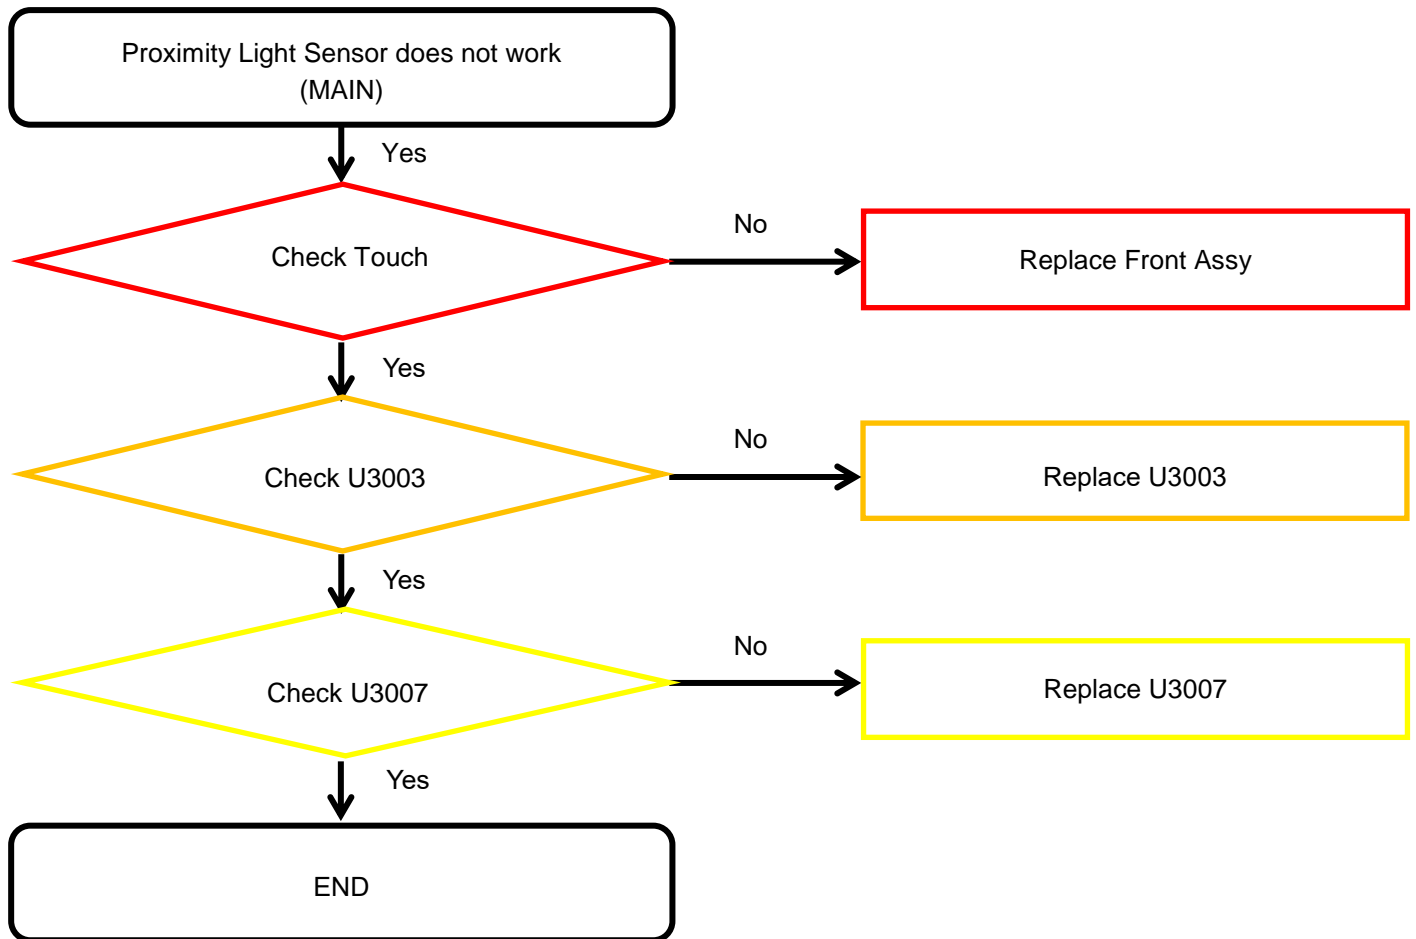 Proximity Light Sensor does not work
(MAIN)
Yes
Check Touch
No
Replace Front Assy
Yes
Check U3003
No
Replace U3003
Yes
Check U3007
No
Replace U3007
Yes
END